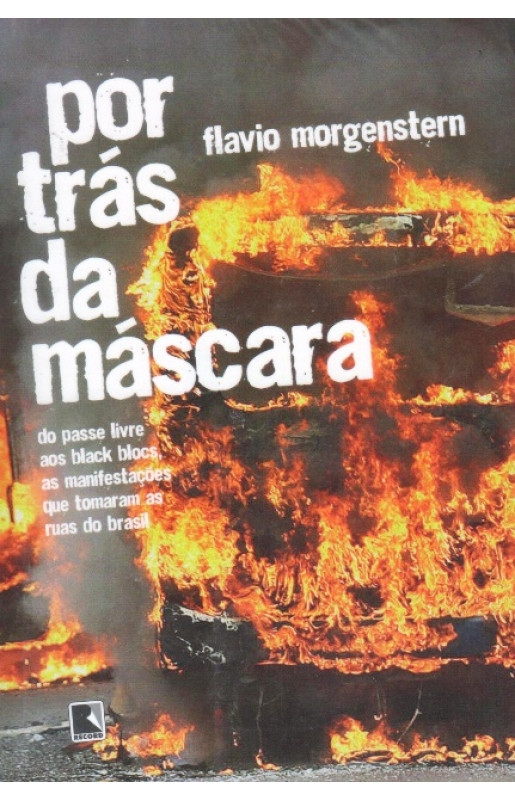 por
trás
da
máscara
flavio morgenstern
do passe livre
aos black blocs,
as manifestações
que tomaram as
ruas do brasil
RECORD